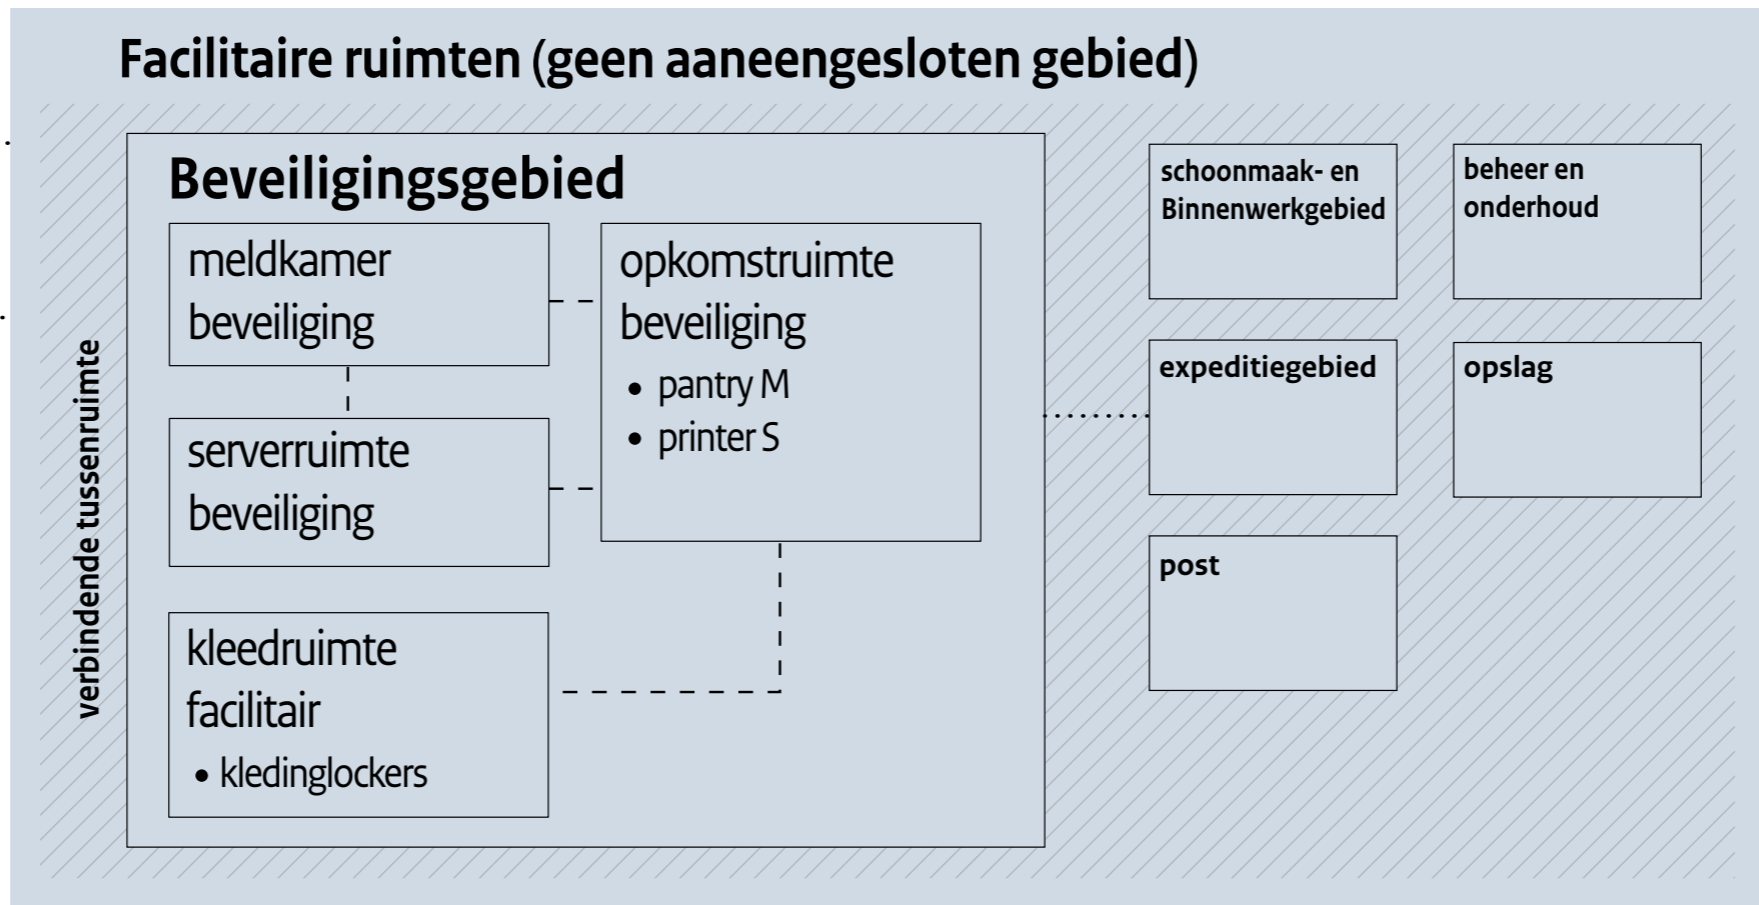 Facilitaire ruimten (geen aaneengesloten gebied)
verbindende tussenruimte
Beveiligingsgebied
meldkamer
beveiliging
serverruimte
beveiliging
kleedruimte
facilitair
• kledinglockers
opkomstruimte
beveiliging
• pantry M
• printer S
schoonmaak- en
Binnenwerkgebied
beheer en
onderhoud
expeditiegebied
opslag
post